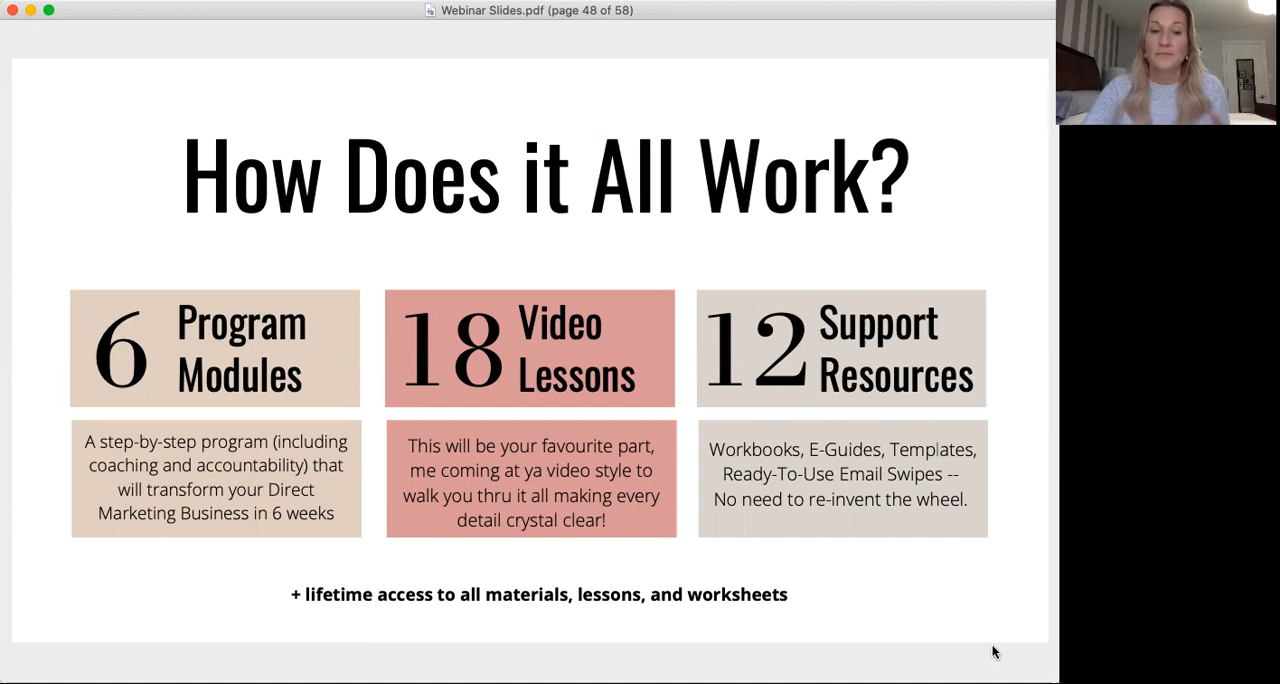 Webinar Slides.pdf (page 48 of 58)
How Does it All Work?
6 Program
Modules
18 Video
Lessons
12 Support
Resources
A step-by-step program (including
coaching and accountability) that
will transform your Direct
Marketing Business in 6 weeks
This will be your favourite part,
me coming at ya video style to
walk you thru it all making every
detail crystal clear!
Workbooks, E-Guides, Templates,
Ready-To-Use Email Swipes --
No need to re-invent the wheel.
+ lifetime access to all materials, lessons, and worksheets